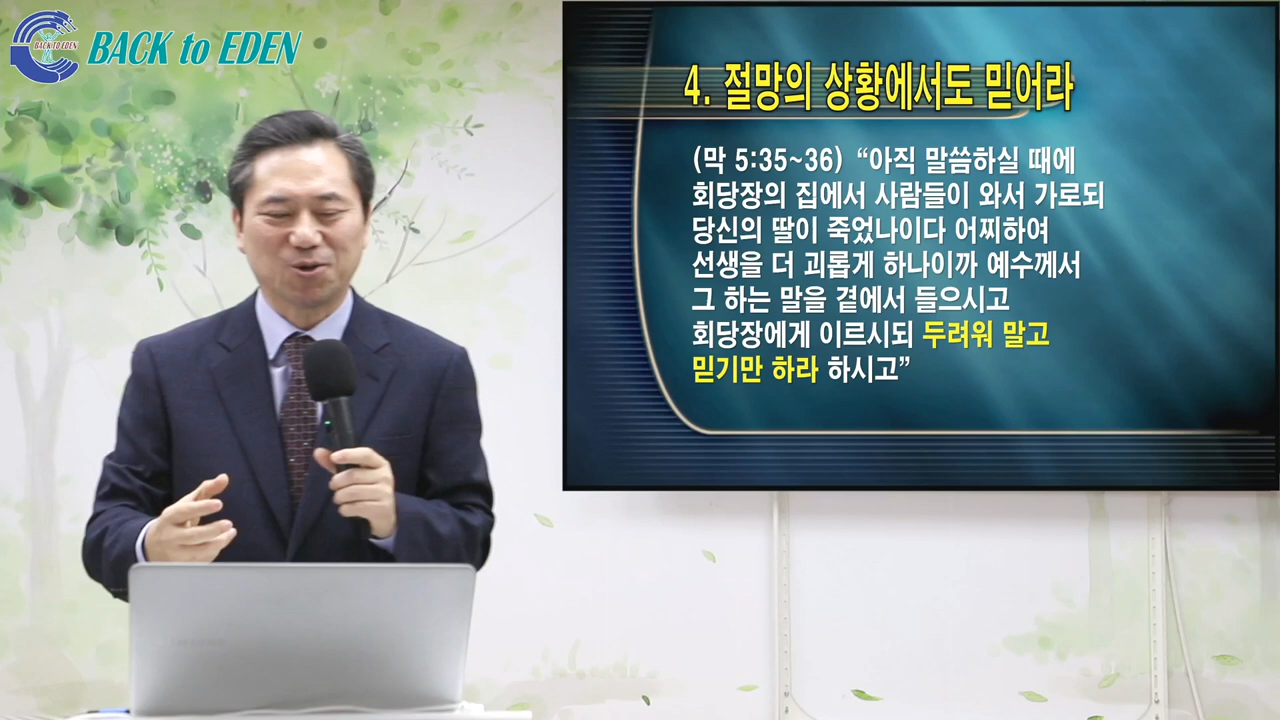 BACK TO EDEN
BACK to EDEN
4. 절망의 상황에서도 믿어라
(막 5:35~36) “아직 말씀하실 때에
회당장의 집에서 사람들이 와서 가로되
당신의 딸이 죽었나이다 어찌하여
선생을 더 괴롭게 하나이까 예수께서
그 하는 말을 곁에서 들으시고
회당장에게 이르시되 두려워 말고
믿기만 하라 하시고”